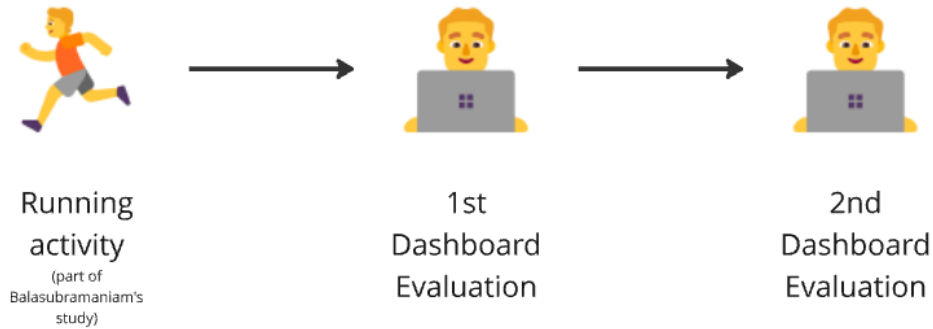 Running
activity
(part of
Balasubramaniam's
study)
1st
Dashboard
Evaluation
2nd
Dashboard
Evaluation